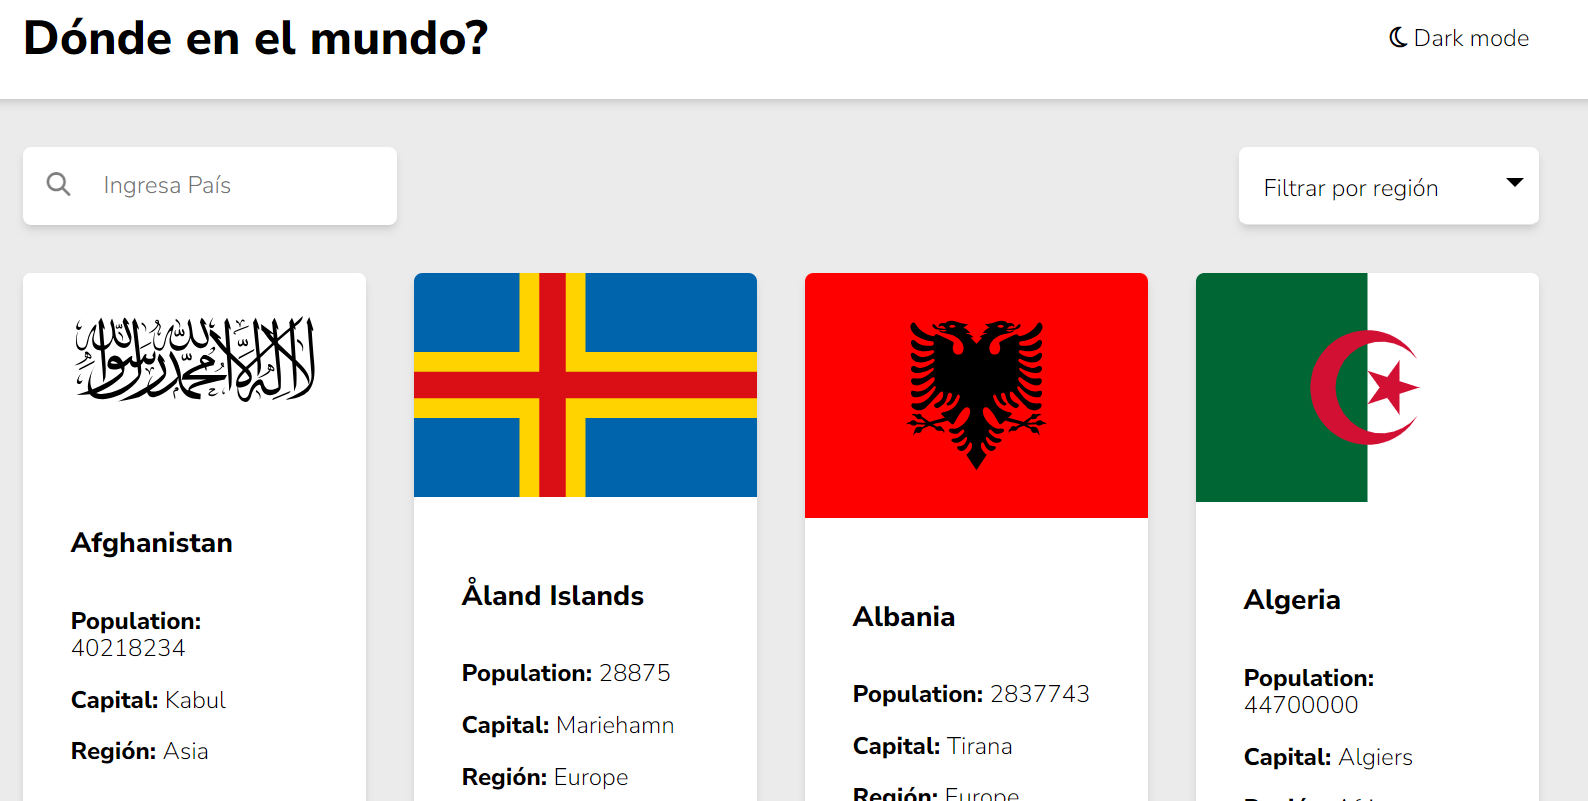 Dónde en el mundo?
Dark mode
Ingresa País
Filtrar por región
لا إله إلا الله محمد رسول الله
Afghanistan
Population:
40218234
Capital: Kabul
Región: Asia
Åland Islands
Population: 28875
Capital: Mariehamn
Región: Europe
Albania
Population: 2837743
Capital: Tirana
Región: Europe
Algeria
Population:
44700000
Capital: Algiers